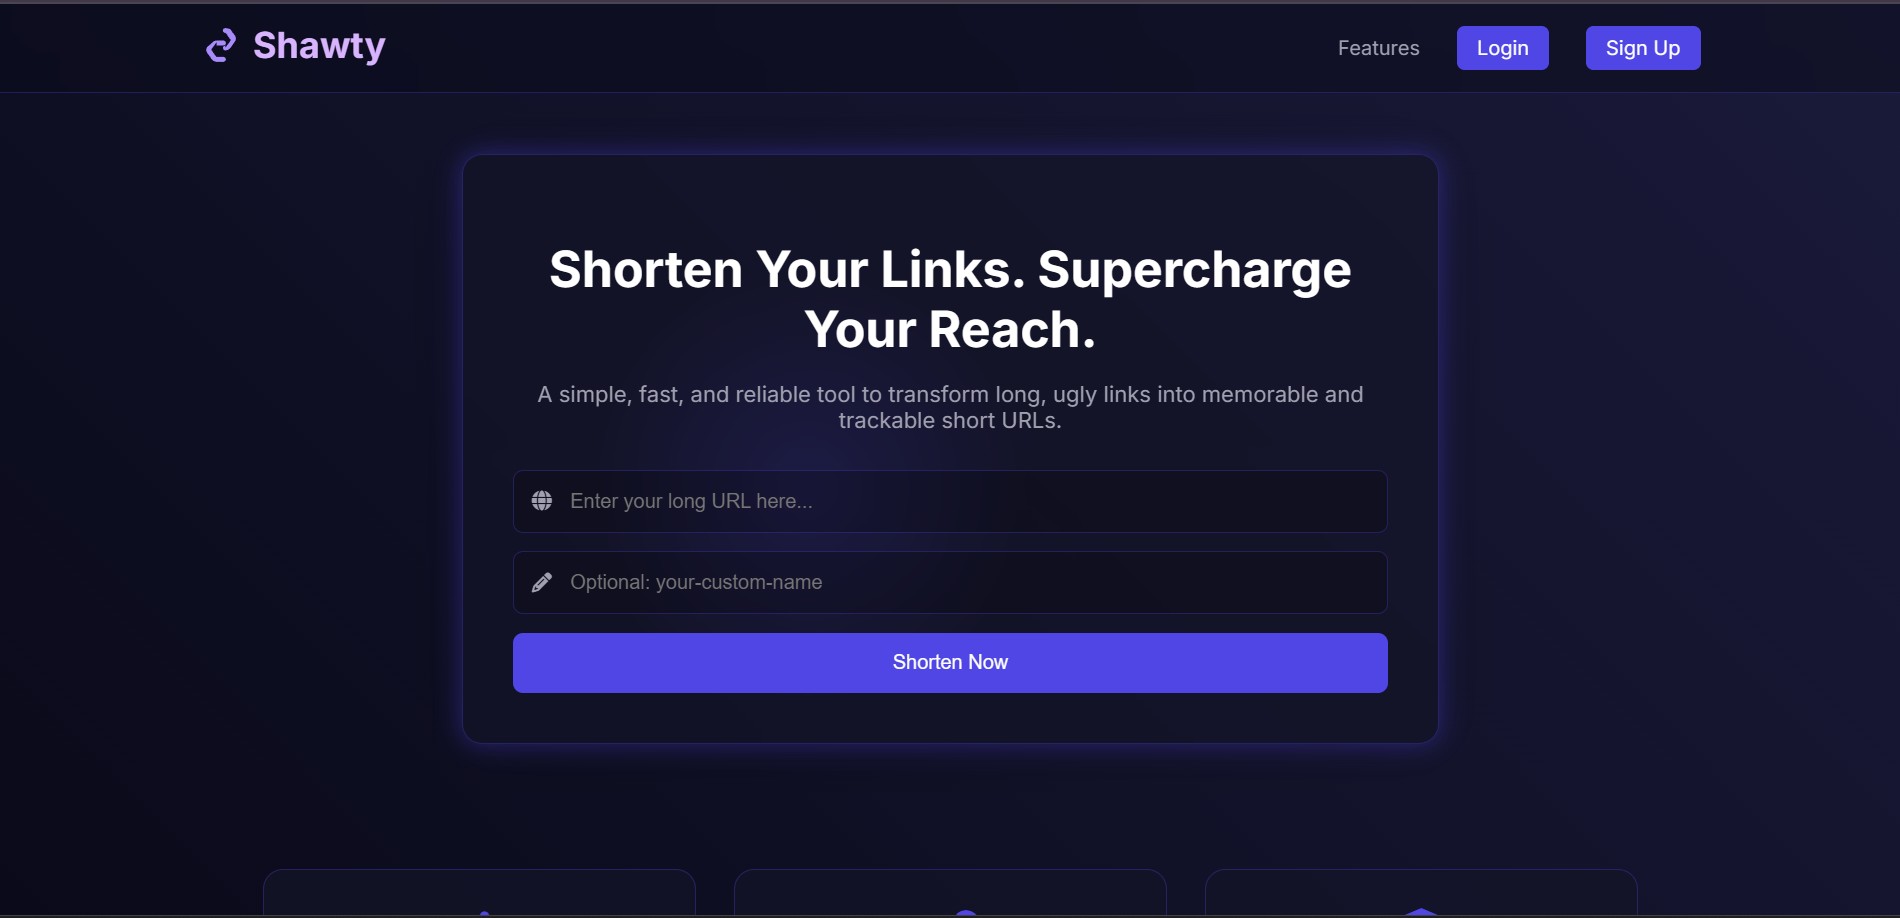 Shawty
Features
Login
Sign Up
Shorten Your Links. Supercharge
Your Reach.
A simple, fast, and reliable tool to transform long, ugly links into memorable and
trackable short URLs.
Enter your long URL here...
Optional: your-custom-name
Shorten Now